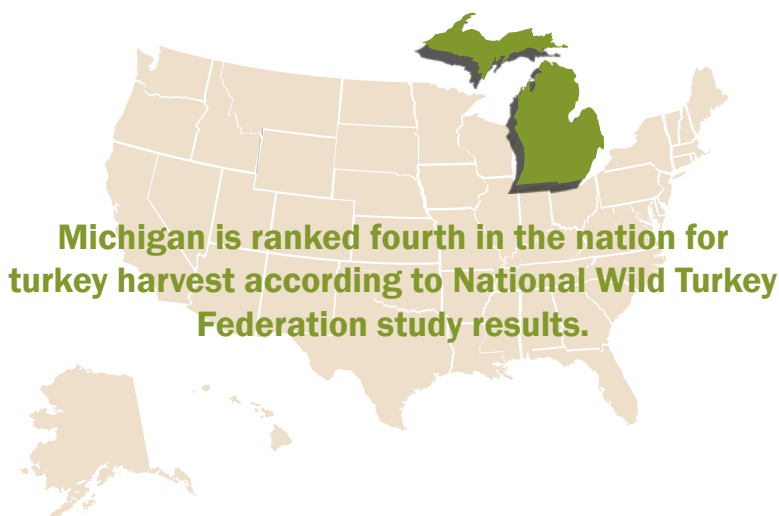 Michigan is ranked fourth in the nation for
turkey harvest according to National Wild Turkey
Federation study results.